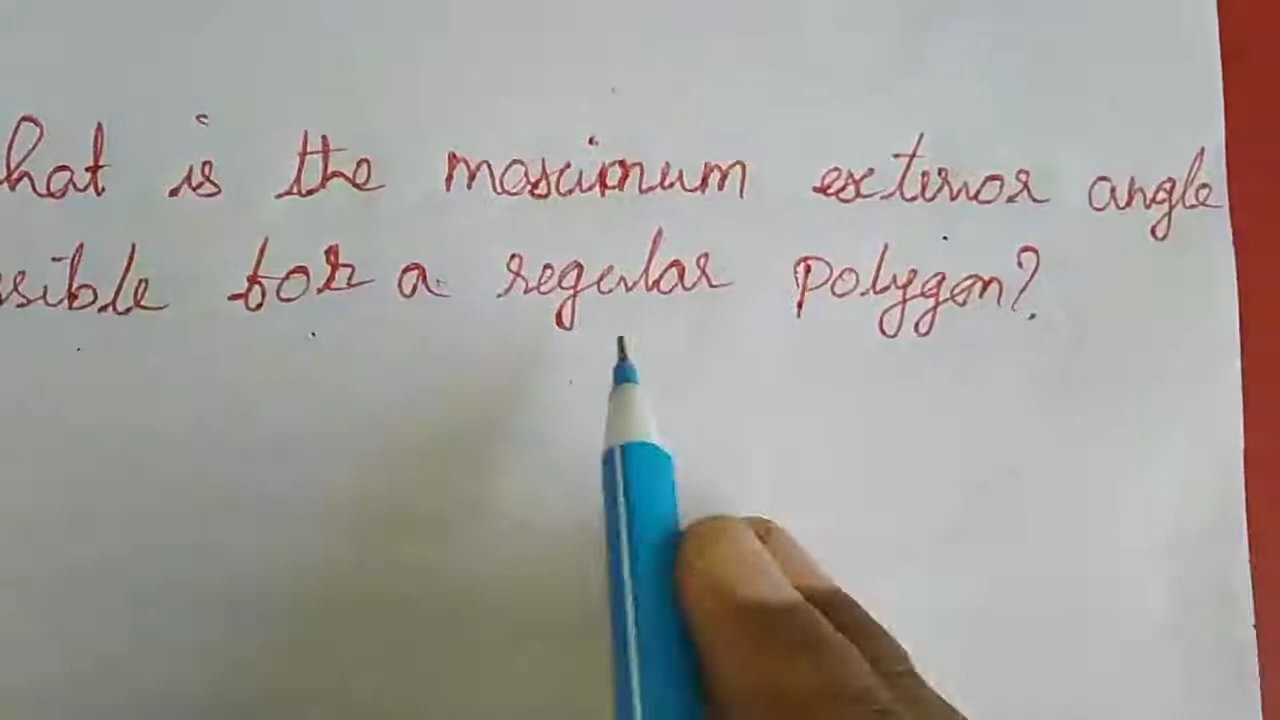 hat is the maximum exterior angle
ssible for a regular polygon?